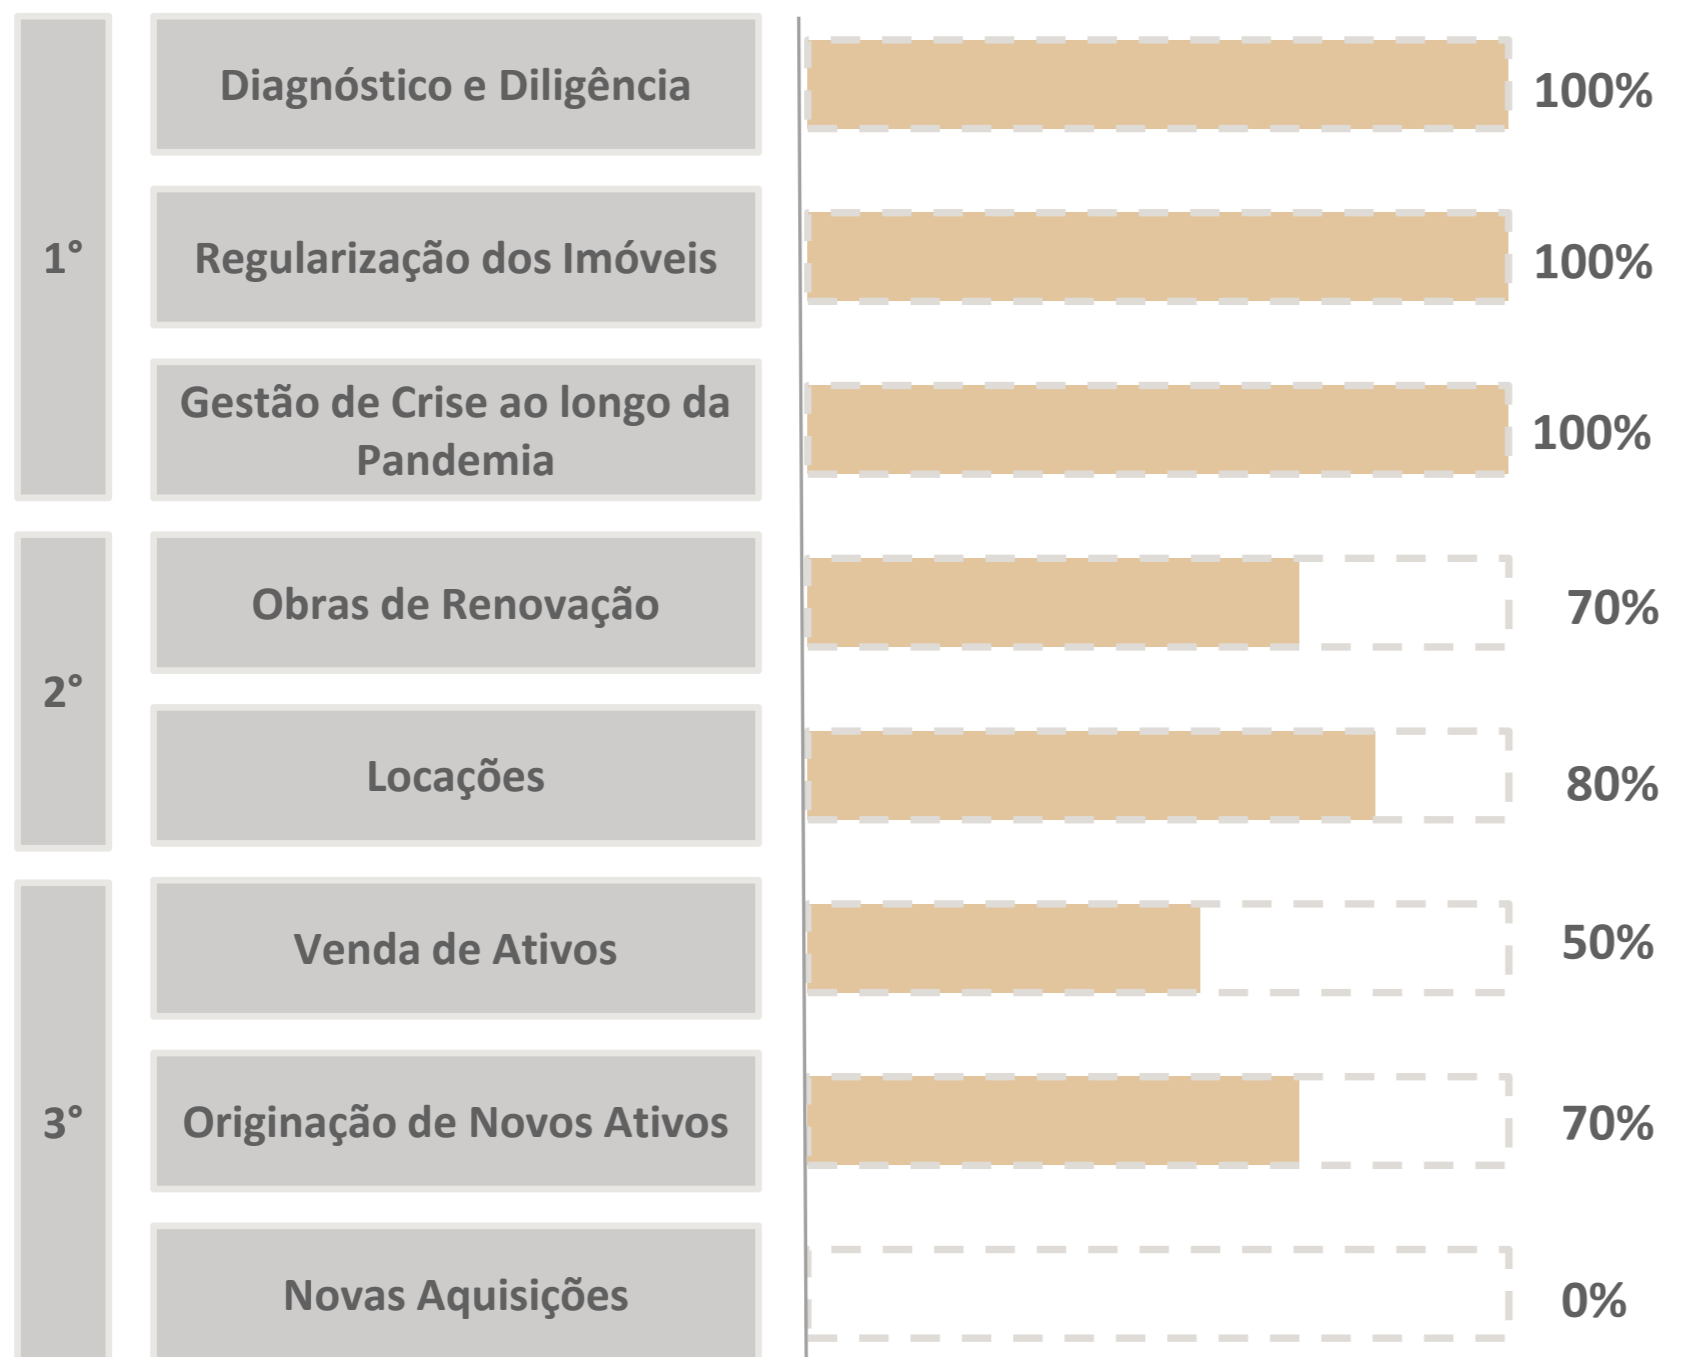 1°
Diagnóstico e Diligência
100%
Regularização dos Imóveis
100%
Gestão de Crise ao longo da
Pandemia
100%
2°
Obras de Renovação
70%
Locações
80%
3°
Venda de Ativos
50%
Originação de Novos Ativos
70%
Novas Aquisições
0%